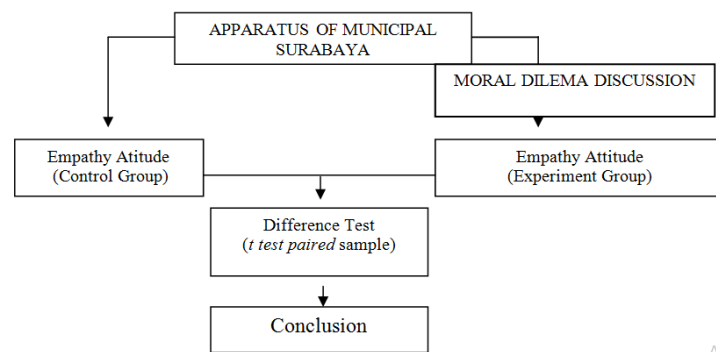 APPARATUS OF MUNICIPAL
SURABAYA
MORAL DILEMA DISCUSSION
Empathy Atitude
(Control Group)
Empathy Attitude
(Experiment Group)
Difference Test
(t test paired sample)
Conclusion